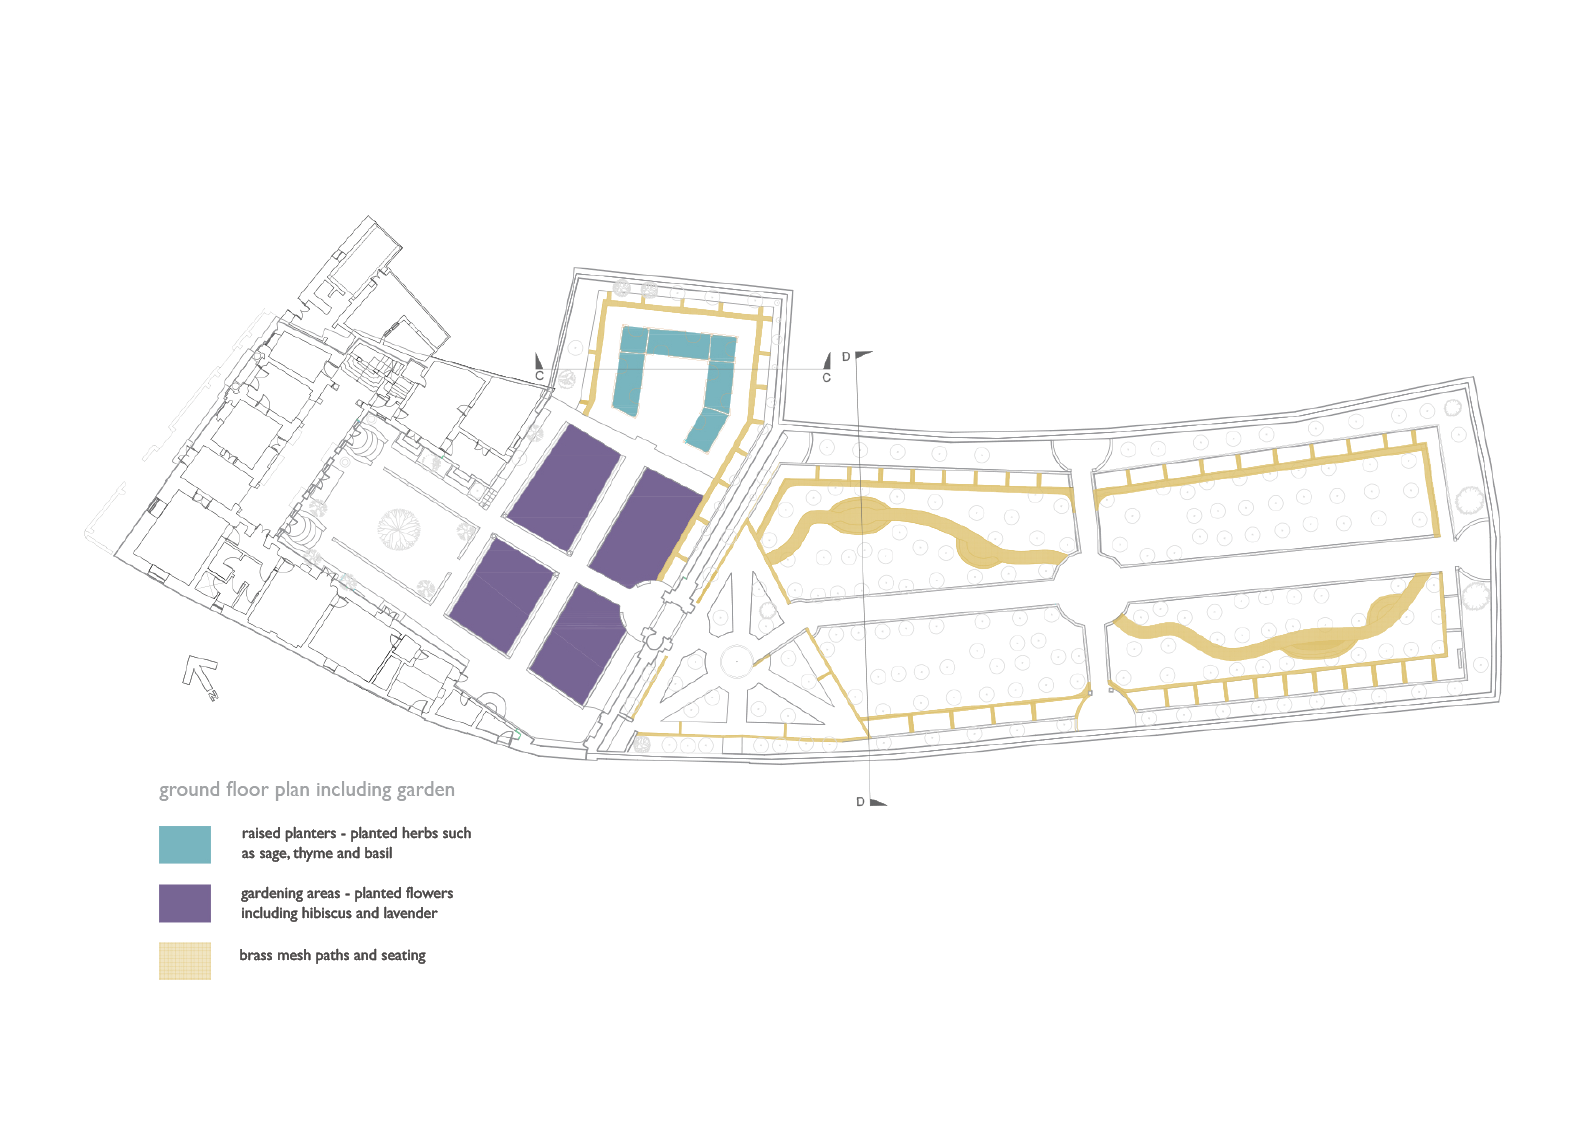 C
C
D
N
D
ground floor plan including garden
raised planters - planted herbs such
as sage, thyme and basil
gardening areas - planted flowers
including hibiscus and lavender
brass mesh paths and seating